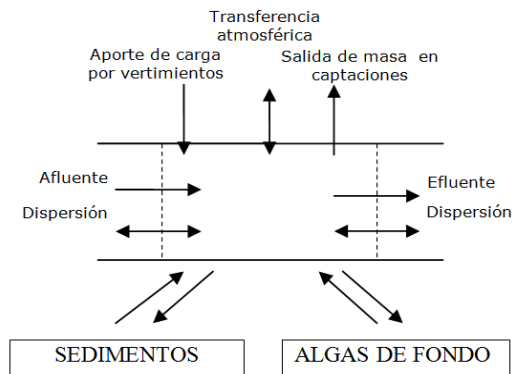 Transferencia
atmosférica
Aporte de carga
por vertimientos
Salida de masa en
captaciones
Afluente
Dispersión
Efluente
Dispersión
SEDIMENTOS
ALGAS DE FONDO